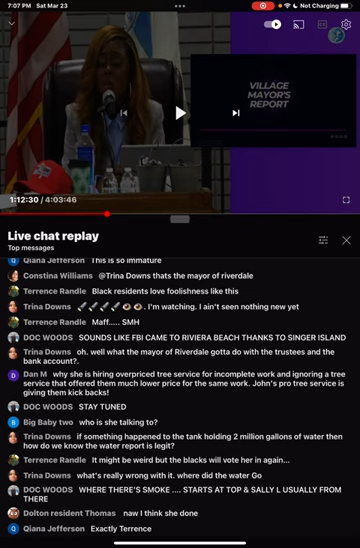 7:07 PM Sat Mar 23
Not Charging
VILLAGE
MAYOR'S
REPORT
1:12:30 / 4:03:46
Live chat replay
Top messages
Qiana Jefferson This is so immature
Constina Williams @Trina Downs thats the mayor of riverdale
Terrence Randle Black residents love foolishness like this
Trina Downs . I'm watching. I ain't seen nothing new yet
Terrence Randle Maff..... SMH
DOC WOODS SOUNDS LIKE FBI CAME TO RIVIERA BEACH THANKS TO SINGER ISLAND
Trina Downs oh. well what the mayor of Riverdale gotta do with the trustees and the
bank account?.
D Dan M why she is hiring overpriced tree service for incomplete work and ignoring a tree
service that offered them much lower price for the same work. John's pro tree service is
giving them kick backs!
DOC WOODS STAY TUNED
B Big Baby two who is she talking to?
Trina Downs if something happened to the tank holding 2 million gallons of water then
how do we know the water report is legit?
Terrence Randle It might be weird but the blacks will vote her in again...
Trina Downs what's really wrong with it. where did the water Go
DOC WOODS WHERE THERE'S SMOKE .... STARTS AT TOP & SALLY L USUALLY FROM
THERE
Dolton resident Thomas naw I think she done
Q Qiana Jefferson Exactly Terrence